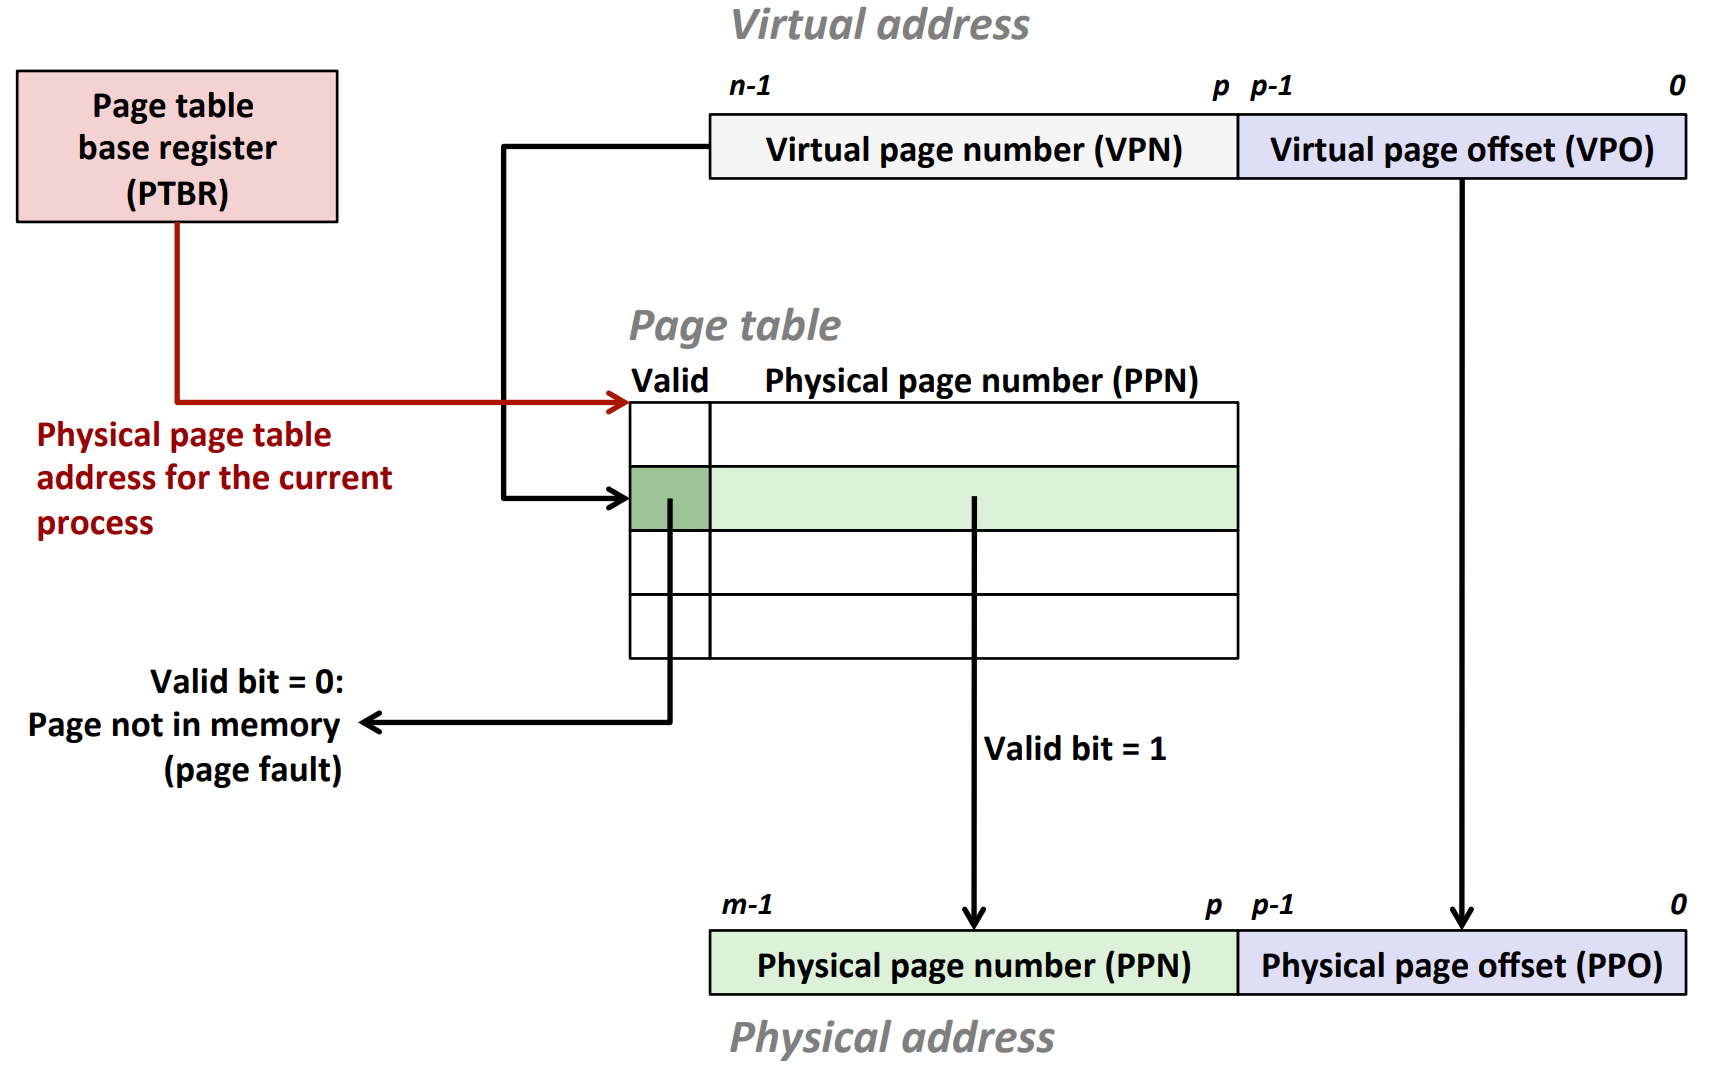 Virtual address
n-1 p p-1 0
Page table
base register
(PTBR)
Virtual page number (VPN) Virtual page offset (VPO)
Page table
Valid Physical page number (PPN)
Physical page table
address for the current
process
Valid bit = 0:
Page not in memory
(page fault)
Valid bit = 1
m-1 p p-1 0
Physical page number (PPN) Physical page offset (PPO)
Physical address